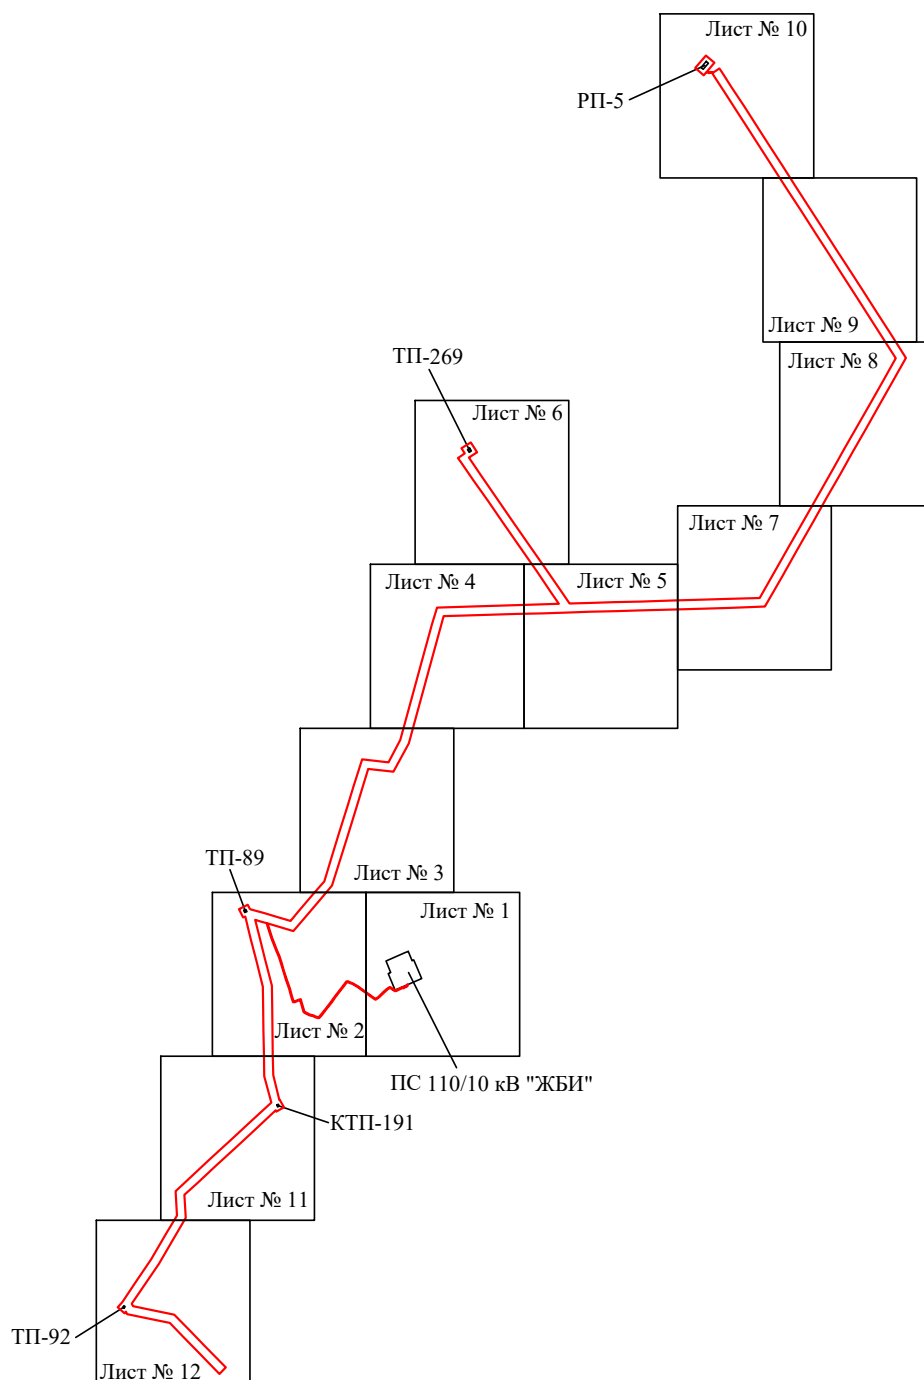 Лист № 10
РП-5
Лист № 9
ТП-269
Лист № 8
Лист № 6
Лист № 7
Лист № 4
Лист № 5
ТП-89
Лист № 3
Лист № 1
Лист № 2
ПС 110/10 кВ "ЖБИ"
КТП-191
Лист № 11
ТП-92
Лист № 12